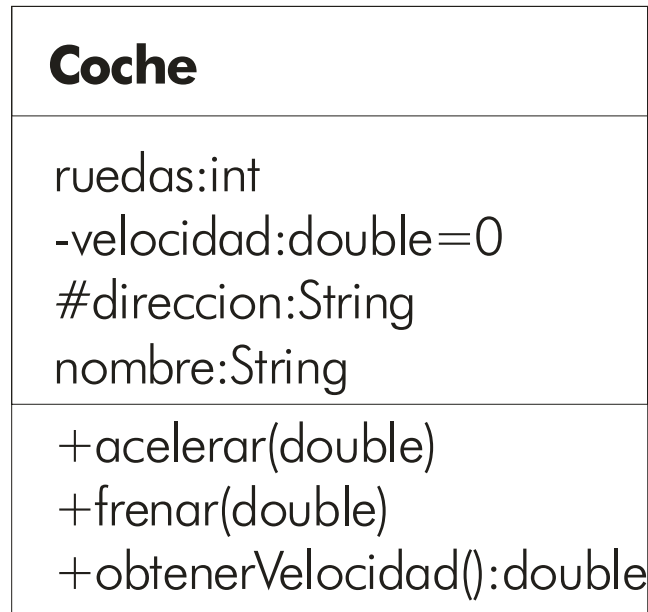 Coche
ruedas:int
-velocidad:double=0
#direccion:String
nombre:String
+acelerar(double)
+frenar(double)
+obtenerVelocidad():double